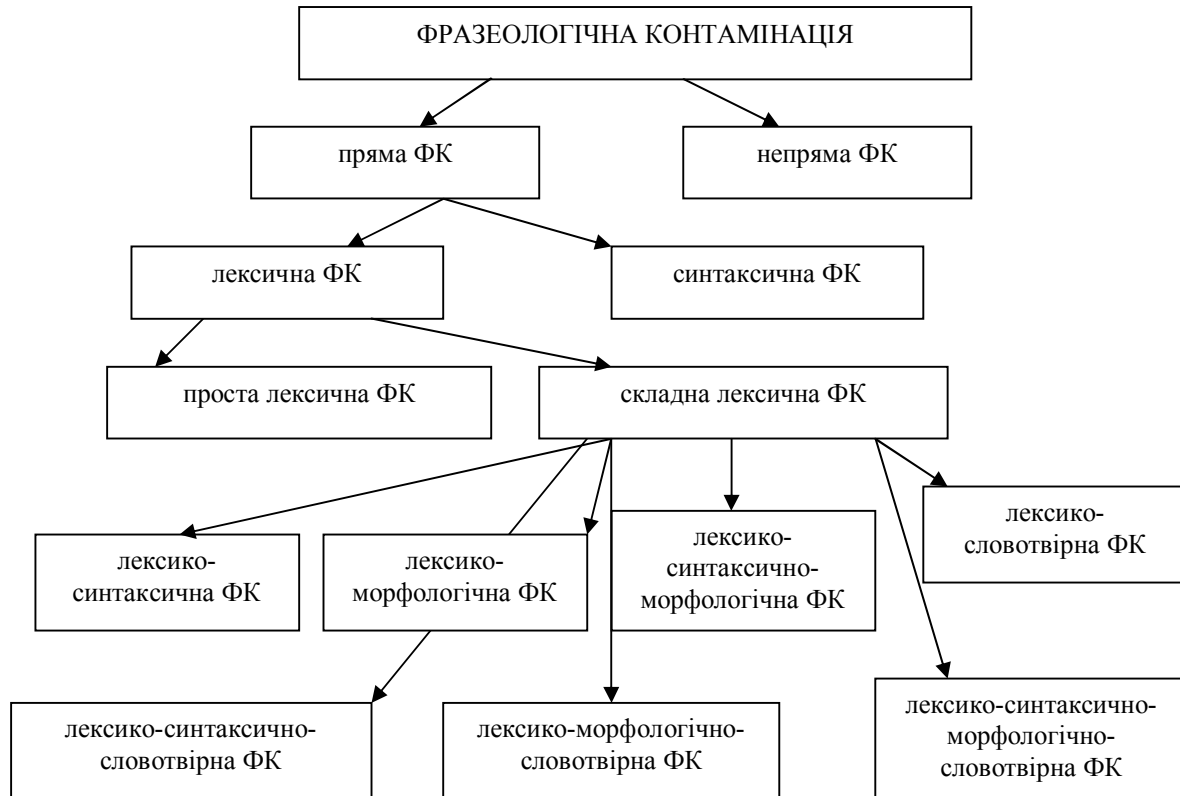 ФРАЗЕОЛОГІЧНА КОНТАМІНАЦІЯ
пряма ФК
непряма ФК
лексична ФК
синтаксична ФК
проста лексична ФК
складна лексична ФК
лексико-
синтаксична ФК
лексико-
морфологічна ФК
лексико-
синтаксично-
морфологічна ФК
лексико-
словотвірна ФК
лексико-синтаксично-
словотвірна ФК
лексико-морфологічно-
словотвірна ФК
лексико-синтаксично-
морфологічно-
словотвірна ФК